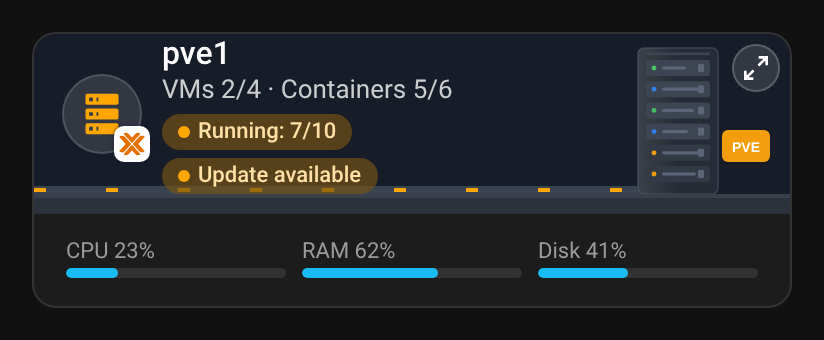 pve1
VMs 2/4 · Containers 5/6
Running: 7/10
Update available
PVE
CPU 23%
RAM 62%
Disk 41%